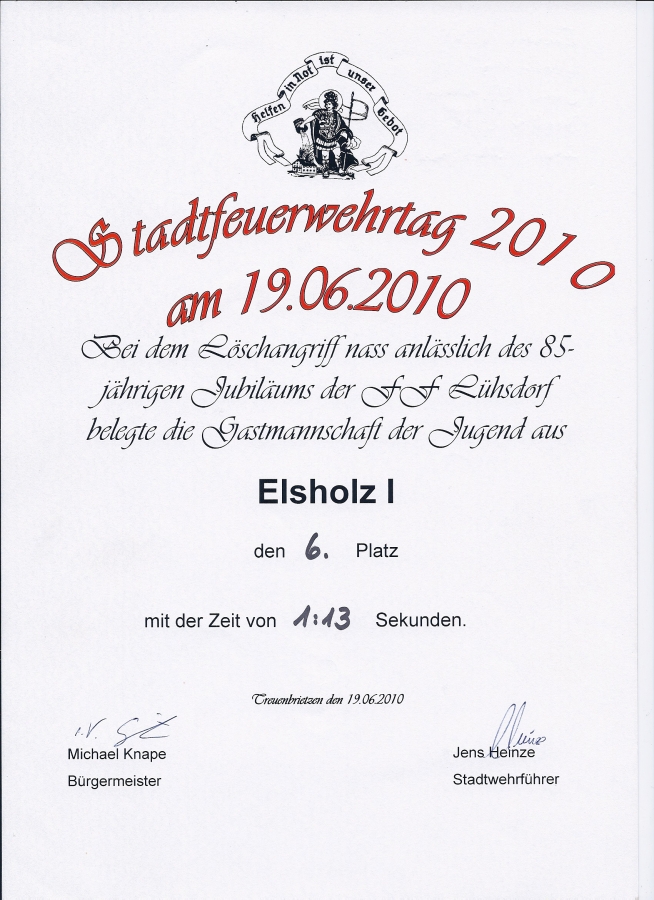 Helfen in Not ist unser Gebot
Stadtfeuerwehrtag 2010
am 19.06.2010
Bei dem Löschangriff nass anlässlich des 85-
jährigen Jubiläums der FF Lühsdorf
belegte die Gastmannschaft der Jugend aus
Elsholz I
den 6. Platz
mit der Zeit von 1:13 Sekunden.
Treuenbrietzen den 19.06.2010
i.V.
Michael Knape
Bürgermeister
Heinze
Jens Heinze
Stadtwehrführer